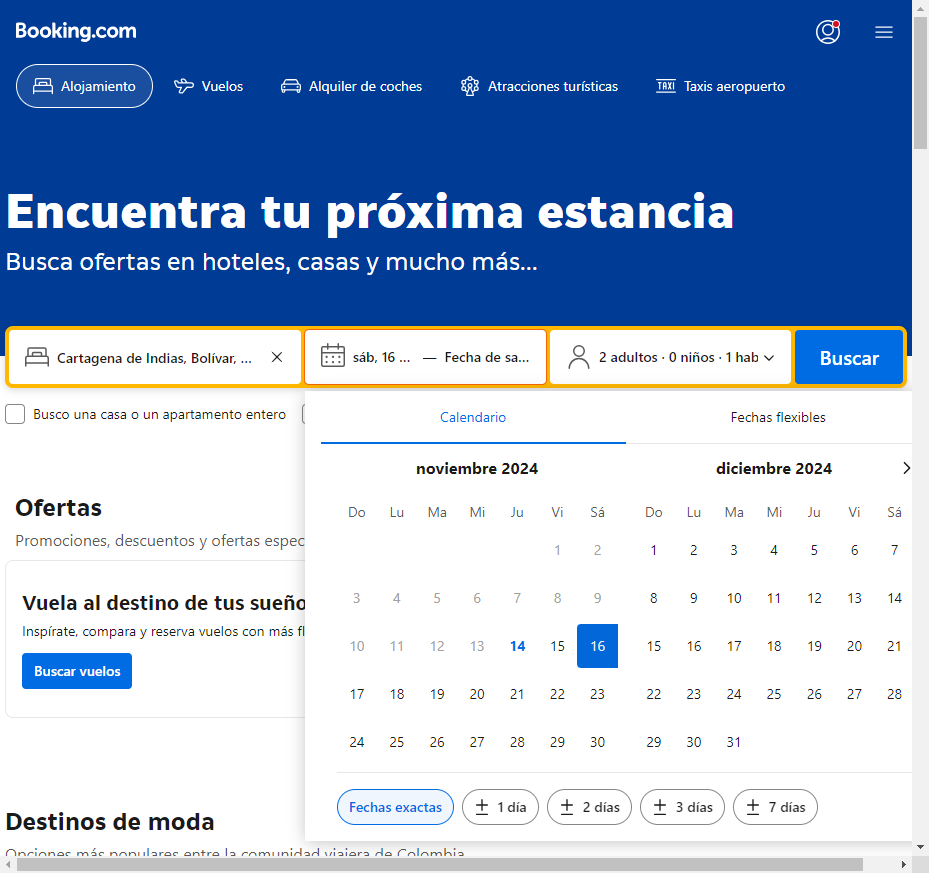 Booking.com
Alojamiento Vuelos Alquiler de coches Atracciones turísticas TAXI Taxis aeropuerto
Encuentra tu próxima estancia
Busca ofertas en hoteles, casas y mucho más...
Cartagena de Indias, Bolívar, ... sáb, 16 ... — Fecha de sa... 2 adultos · 0 niños · 1 hab Buscar
Busco una casa o un apartamento entero
Calendario Fechas flexibles
noviembre 2024 diciembre 2024
Do Lu Ma Mi Ju Vi Sá Do Lu Ma Mi Ju Vi Sá
1 2 1 2 3 4 5 6 7
3 4 5 6 7 8 9 8 9 10 11 12 13 14
10 11 12 13 14 15 16 15 16 17 18 19 20 21
17 18 19 20 21 22 23 22 23 24 25 26 27 28
24 25 26 27 28 29 30 29 30 31
Fechas exactas ± 1 día ± 2 días ± 3 días ± 7 días
Ofertas
Promociones, descuentos y ofertas espec
Vuela al destino de tus sueño
Inspírate, compara y reserva vuelos con más fl
Buscar vuelos
Destinos de moda
Opciones más populares entre la comunidad viajera de Colombia